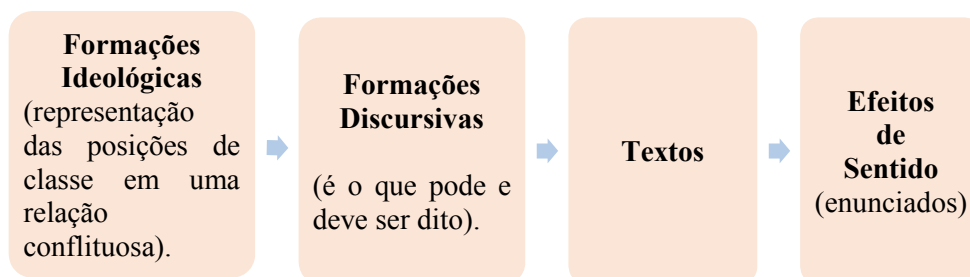 Formações
Ideológicas
(representação
das posições de
classe em uma
relação
conflituosa).
Formações
Discursivas
(é o que pode e
deve ser dito).
Textos
Efeitos
de
Sentido
(enunciados)